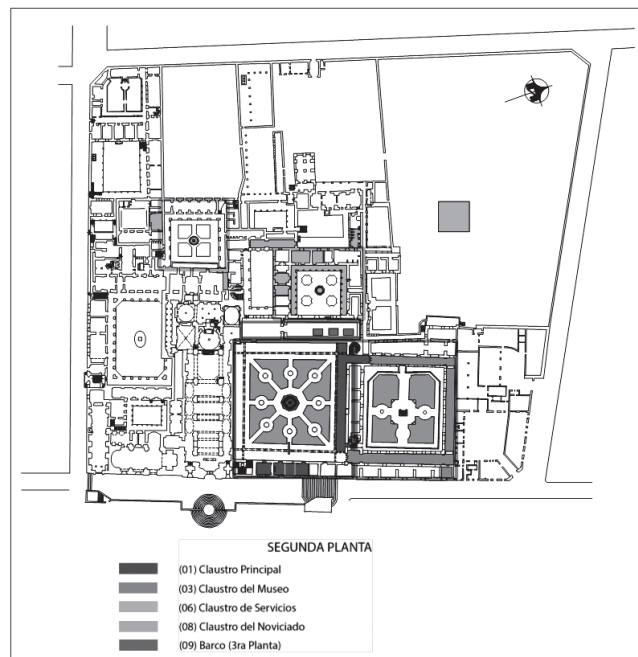 SEGUNDA PLANTA
(01) Claustro Principal
(03) Claustro del Museo
(06) Claustro de Servicios
(08) Claustro del Noviciado
(09) Barco (3ra Planta)